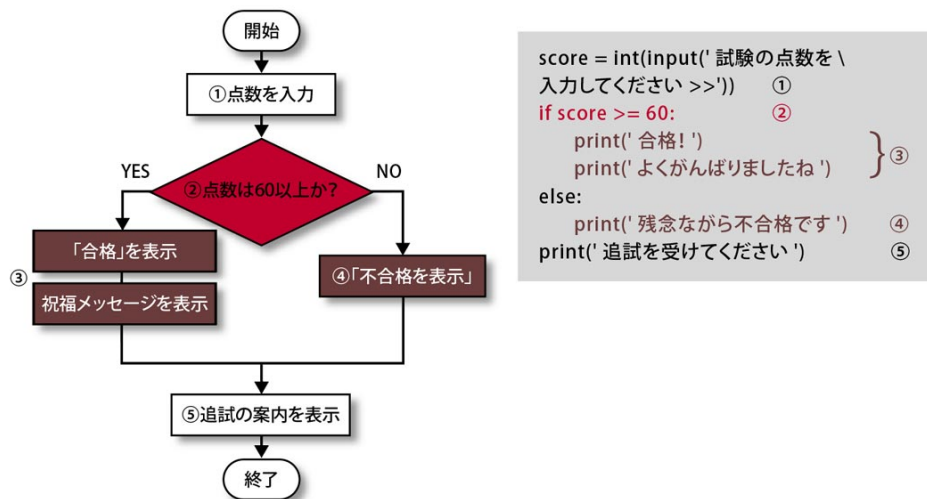 開始
①点数を入力
②点数は60以上か?
YES
NO
「合格」を表示
③
祝福メッセージを表示
④「不合格を表示」
⑤追試の案内を表示
終了
score = int(input(' 試験の点数を \
入力してください >>')) ①
if score >= 60: ②
print(' 合格! ')
print(' よくがんばりましたね ')
③
else:
print(' 残念ながら不合格です ') ④
print(' 追試を受けてください ') ⑤